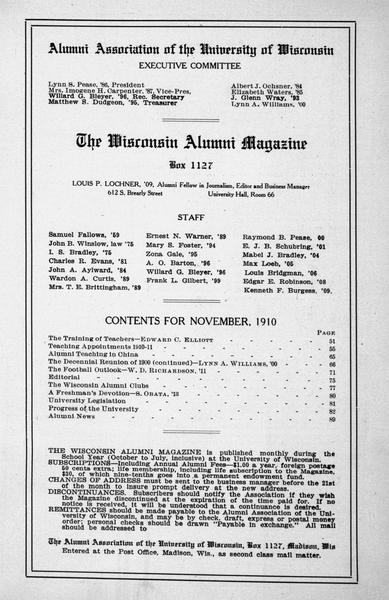 Alumni Association of the University of Wisconsin
EXECUTIVE COMMITTEE
Lynn S. Pease, '86, President
Mrs. Imogene H. Carpenter, '87, Vice-Pres.
Willard G. Bleyer, '96, Rec. Secretary
Matthew S. Dudgeon, '95, Treasurer
Albert J. Ochsner, '84
Elizabeth Waters, '85
J. Glenn Wray, '93
Lynn A. Williams, '00
The Wisconsin Alumni Magazine
Box 1127
LOUIS P. LOCHNER, '09, Alumni Fellow in Journalism, Editor and Business Manager
612 S. Brearly Street University Hall, Room 66
STAFF
Samuel Fallows, '59
John B. Winslow, law '75
I. S. Bradley, '75
Charles R. Evans, '81
John A. Aylward, '84
Wardon A. Curtis, '89
Mrs. T. E. Brittingham, '89
Ernest N. Warner, '89
Mary S. Foster, '94
Zona Gale, '95
A. O. Barton, '96
Willard G. Bleyer, '96
Frank L. Gilbert, '99
Raymond B. Pease, 00
E. J. B. Schubring, '01
Mabel J. Bradley, '04
Max Loeb, '05
Louis Bridgman, '06
Edgar E. Robinson, '08
Kenneth F. Burgess, '09,
CONTENTS FOR NOVEMBER, 1910
PAGE
The Training of Teachers—EDWARD C. ELLIOTT - - - - 51
Teaching Appointments 1910-11 - - - - 55
Alumni Teaching in China - - - - 65
The Decennial Reunion of 1900 (continued)—LYNN A. WILLIAMS, '00 - - 66
The Football Outlook—W. D. RICHARDSON, '11 - - - - 71
Editorial - - - - 75
The Wisconsin Alumni Clubs - - - - 77
A Freshman's Devotion—S. OBATA, '13 - - - - 80
University Legislation - - - - 81
Progress of the University - - - - 82
Alumni News - - - - 89
THE WISCONSIN ALUMNI MAGAZINE is published monthly during the
School Year (October to July, inclusive) at the University of Wisconsin.
SUBSCRIPTIONS—including Annual Alumni Fees—$1.00 a year, foreign postage
50 cents extra; life membership, including life subscription to the Magazine,
$30, of which nine-tenths goes into a permanent endowment fund.
CHANGES OF ADDRESS must be sent to the business manager before the 21st
of the month to insure prompt delivery at the new address.
DISCONTINUANCES. Subscribers should notify the Association if they wish
the Magazine discontinued at the expiration of the time paid for. If no
notice is received, it will be understood that a continuance is desired.
REMITTANCES should be made payable to the Alumni Association of the Uni-
versity of Wisconsin, and may be by check, draft, express or postal money
order; personal checks should be drawn "Payable in exchange." All mail
should be addressed to
The Alumni Association of the University of Wisconsin, Box 1127, Madison, Wis
Entered at the Post Office, Madison, Wis., as second class mail matter.